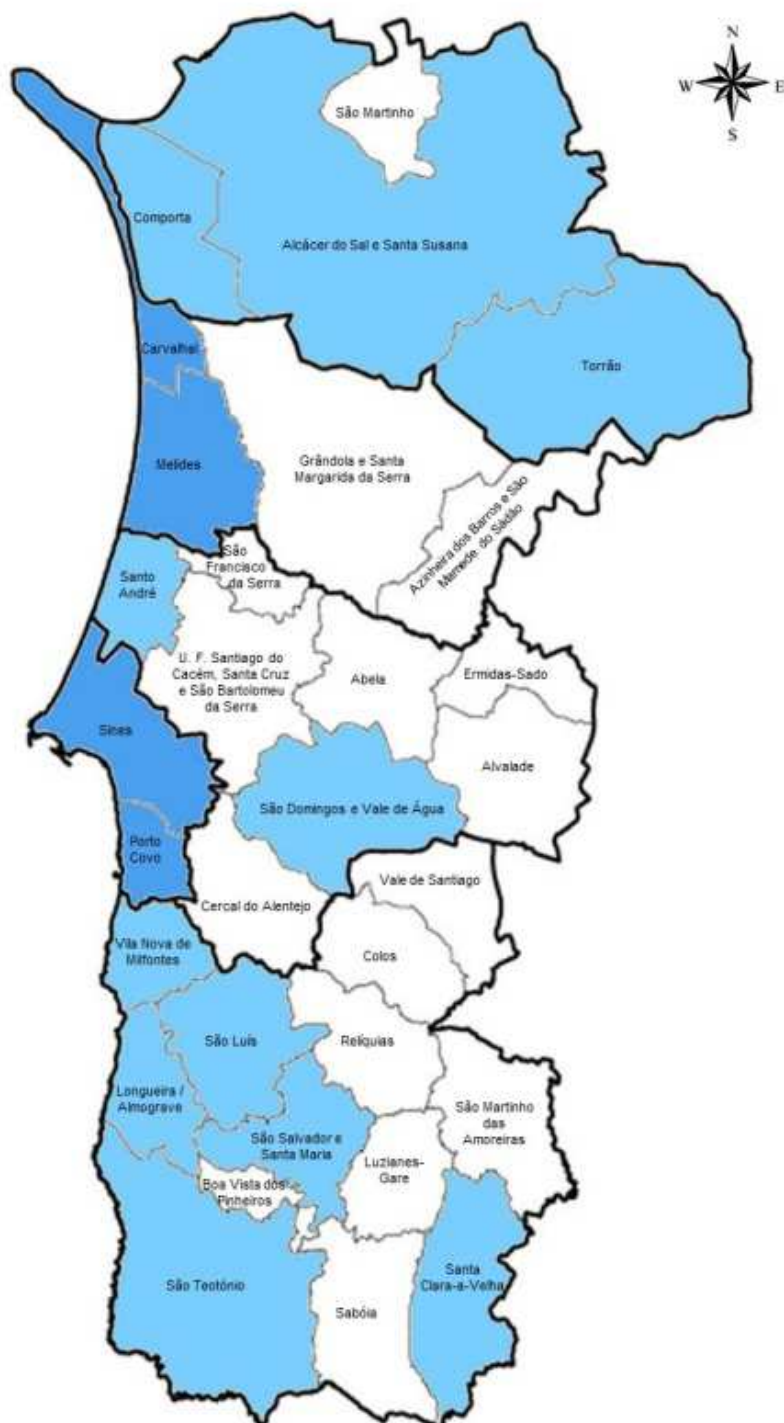 N
W E
S
São Martinho
Comporta
Alcácer do Sal e Santa Susana
Carvalhal
Torrão
Melides
Grândola e Santa
Margarida da Serra
Azinheira dos Barros e São
Mamede do Sádão
São
Francisco
da Serra
Santo
André
U. F. Santiago do
Cacém, Santa Cruz
e São Bartolomeu
da Serra
Abela
Ermidas-Sado
Sines
Alvalade
São Domingos e Vale de Água
Porto
Covo
Vale de Santiago
Cercal do Alentejo
Vila Nova de
Milfontes
Colos
São Luís
Relíquias
Longueira /
Almograve
São Martinho
das
Amoreiras
São Salvador e
Santa Maria
Luzianes-
Gare
Boa Vista dos
Pinheiros
Santa
Clara-a-Velha
São Teotónio
Sabóia